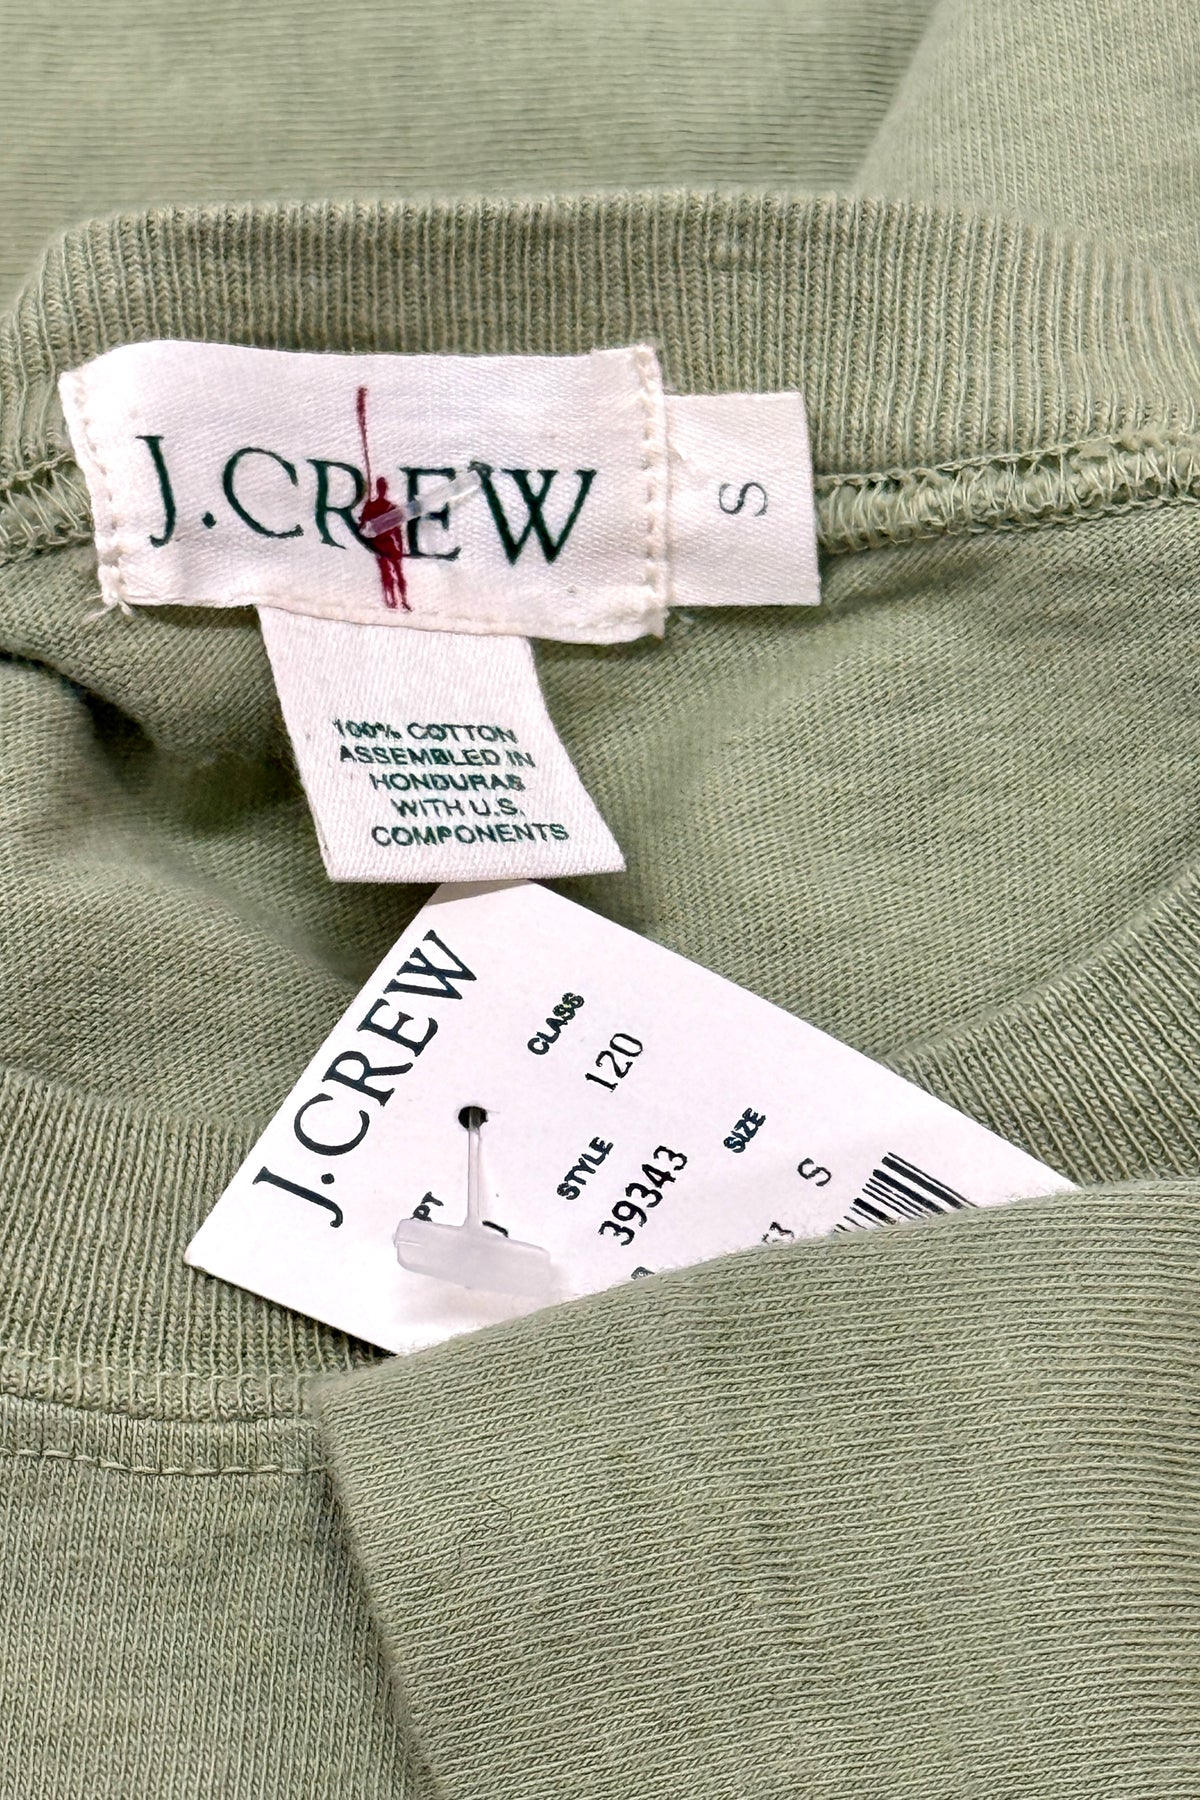 J.CREW
S
100% COTTON
ASSEMBLED IN
HONDURAS
WITH U.S.
COMPONENTS
J.CREW
CLASS
120
STYLE
39343
SIZE
S